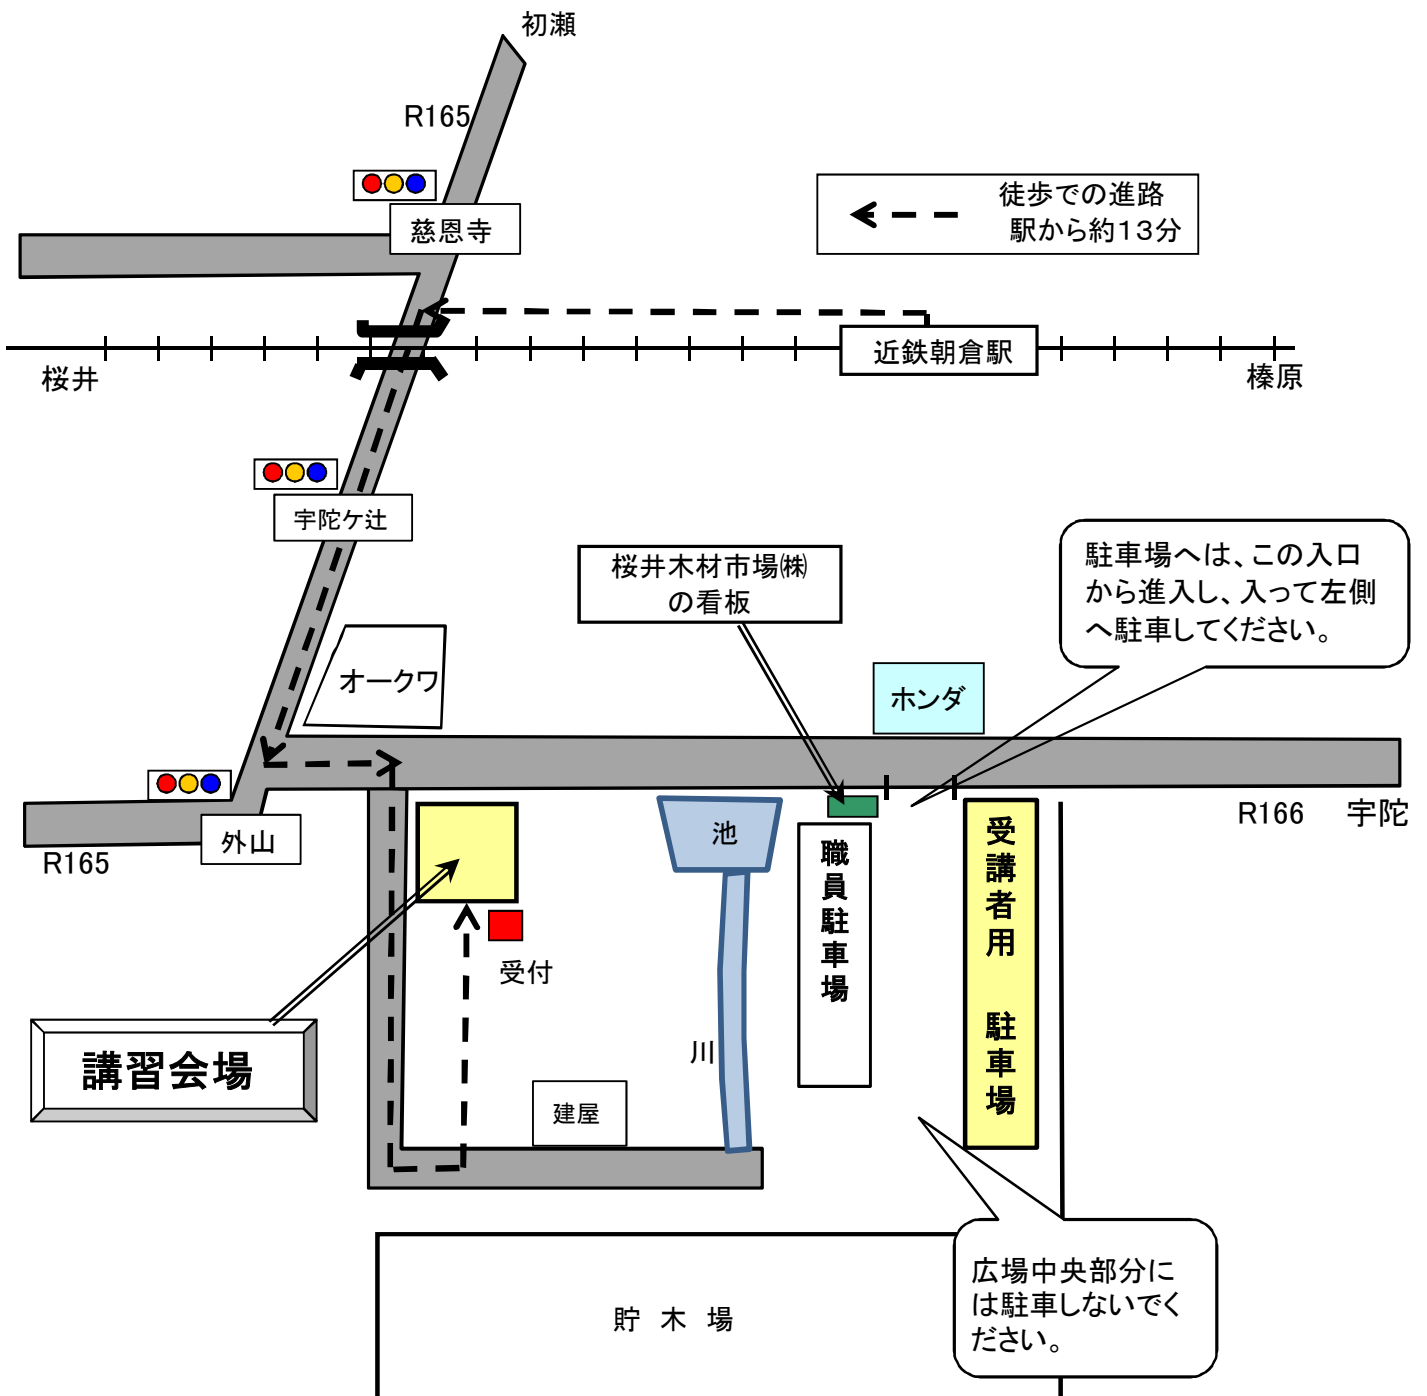 初瀬
R165
慈恩寺
徒歩での進路
駅から約13分
近鉄朝倉駅
桜井
榛原
宇陀ケ辻
桜井木材市場㈱
の看板
駐車場へは、この入口
から進入し、入って左側
へ駐車してください。
オークワ
ホンダ
R166 宇陀
外山
R165
池
職員駐車場
受講者用 駐車場
受付
川
講習会場
建屋
広場中央部分に
は駐車しないでく
ださい。
貯 木 場